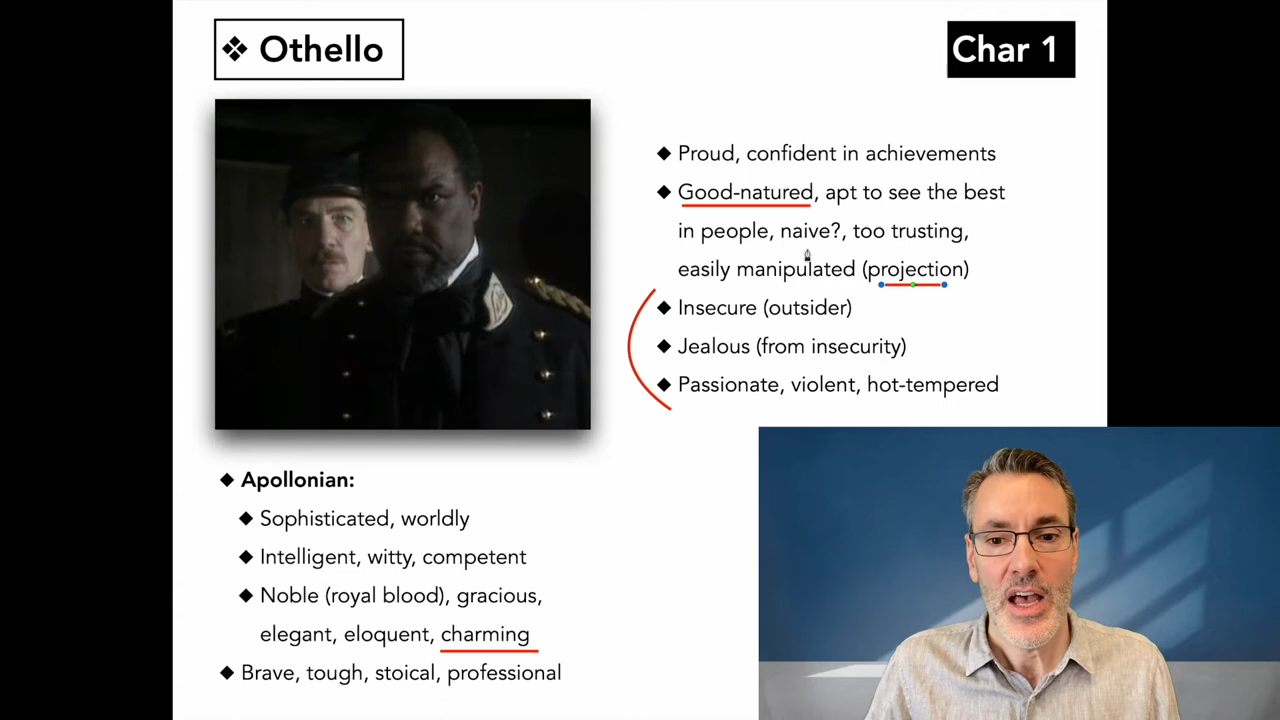 ❖ Othello
Char 1
◆ Proud, confident in achievements
◆ Good-natured, apt to see the best
in people, naive?, too trusting,
easily manipulated (projection)
◆ Insecure (outsider)
◆ Jealous (from insecurity)
◆ Passionate, violent, hot-tempered
◆ Apollonian:
◆ Sophisticated, worldly
◆ Intelligent, witty, competent
◆ Noble (royal blood), gracious,
elegant, eloquent, charming
◆ Brave, tough, stoical, professional